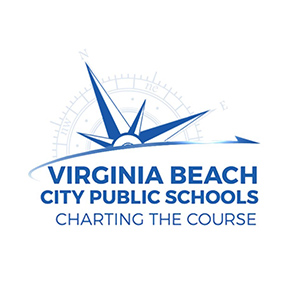 N
E
VIRGINIA BEACH
CITY PUBLIC SCHOOLS
CHARTING THE COURSE